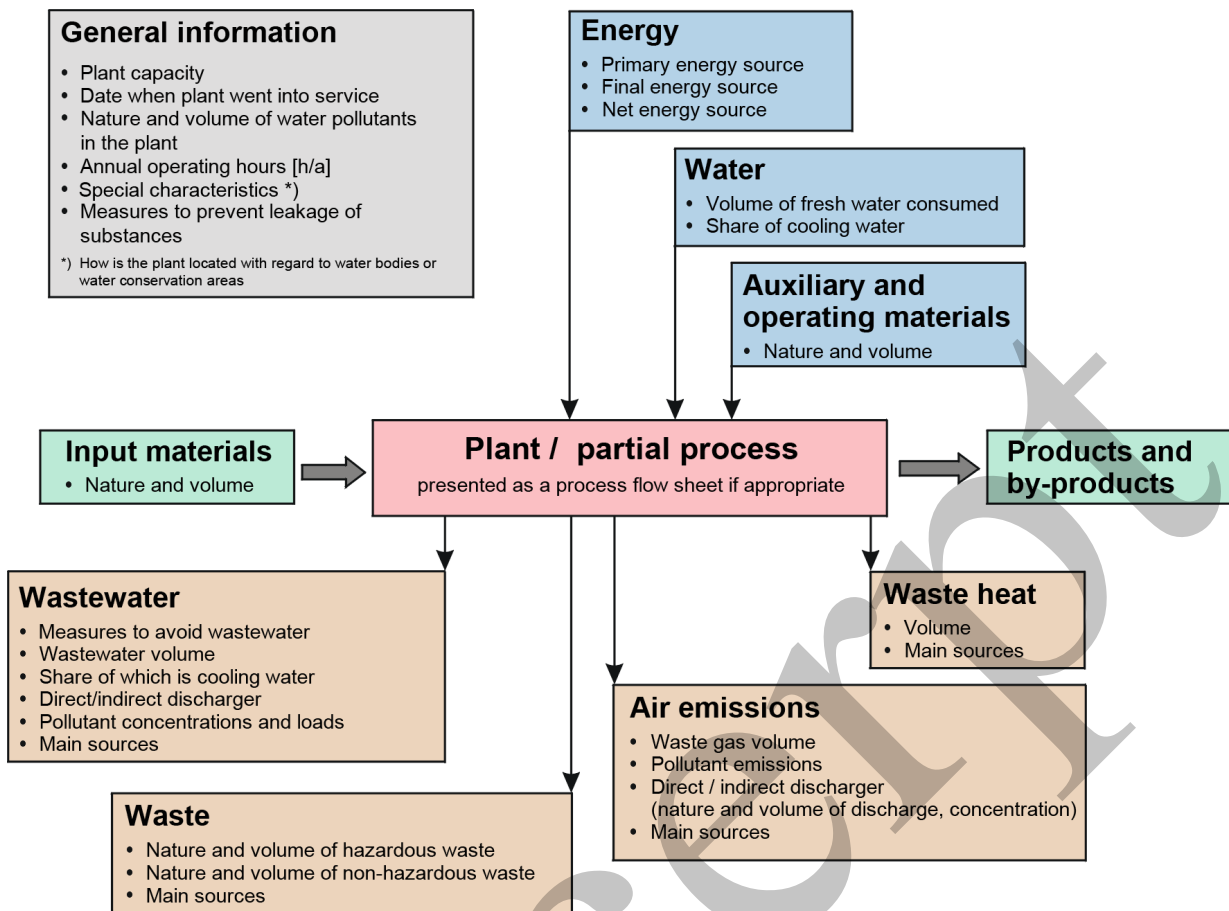 General information
• Plant capacity
• Date when plant went into service
• Nature and volume of water pollutants
in the plant
• Annual operating hours [h/a]
• Special characteristics *)
• Measures to prevent leakage of
substances
*) How is the plant located with regard to water bodies or
water conservation areas
Energy
• Primary energy source
• Final energy source
• Net energy source
Water
• Volume of fresh water consumed
• Share of cooling water
Auxiliary and
operating materials
• Nature and volume
Input materials
• Nature and volume
Plant / partial process
presented as a process flow sheet if appropriate
Products and
by-products
Wastewater
• Measures to avoid wastewater
• Wastewater volume
• Share of which is cooling water
• Direct/indirect discharger
• Pollutant concentrations and loads
• Main sources
Waste heat
• Volume
• Main sources
Air emissions
• Waste gas volume
• Pollutant emissions
• Direct / indirect discharger
(nature and volume of discharge, concentration)
• Main sources
Waste
• Nature and volume of hazardous waste
• Nature and volume of non-hazardous waste
• Main sources